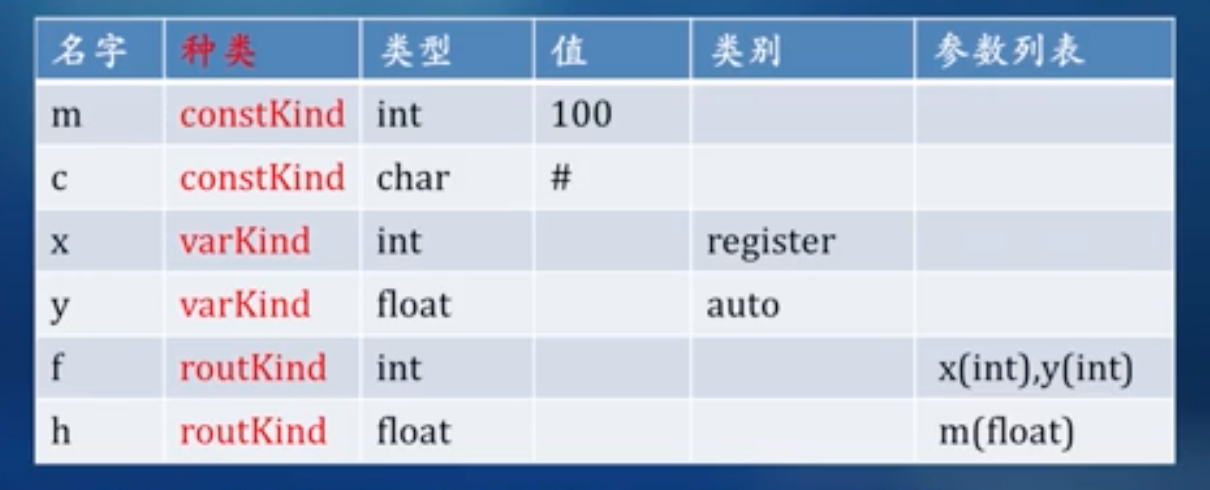 名字 种类 类型 值 类别 参数列表
m constKind int 100
c constKind char #
x varKind int register
y varKind float auto
f routKind int x(int),y(int)
h routKind float m(float)